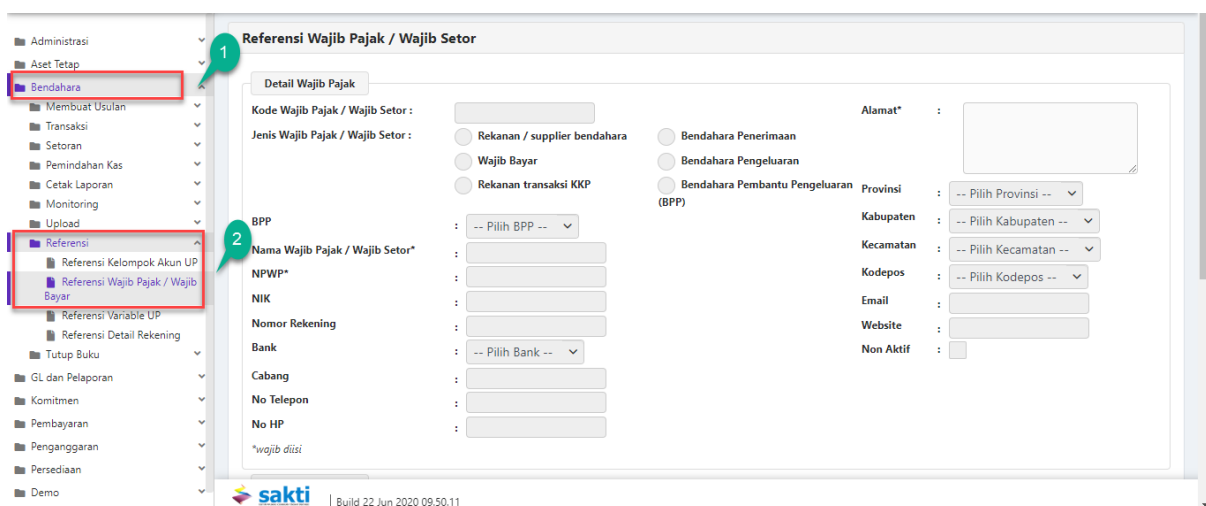 Administrasi
Aset Tetap
Bendahara
Membuat Usulan
Transaksi
Setoran
Pemindahan Kas
Cetak Laporan
Monitoring
Upload
Referensi
Referensi Kelompok Akun UP
Referensi Wajib Pajak / Wajib
Bayar
Referensi Variable UP
Referensi Detail Rekening
Tutup Buku
GL dan Pelaporan
Komitmen
Pembayaran
Penganggaran
Persediaan
Demo
1
2
Referensi Wajib Pajak / Wajib Setor
Detail Wajib Pajak
Kode Wajib Pajak / Wajib Setor :
Jenis Wajib Pajak / Wajib Setor :
Rekanan / supplier bendahara
Bendahara Penerimaan
Wajib Bayar
Bendahara Pengeluaran
Rekanan transaksi KKP
Bendahara Pembantu Pengeluaran
(BPP)
BPP : -- Pilih BPP --
Nama Wajib Pajak / Wajib Setor* :
NPWP* :
NIK :
Nomor Rekening :
Bank : -- Pilih Bank --
Cabang :
No Telepon :
No HP :
*wajib diisi
Alamat* :
Provinsi : -- Pilih Provinsi --
Kabupaten : -- Pilih Kabupaten --
Kecamatan : -- Pilih Kecamatan --
Kodepos : -- Pilih Kodepos --
Email :
Website :
Non Aktif :
sakti | Build 22 Jun 2020 09.50.11